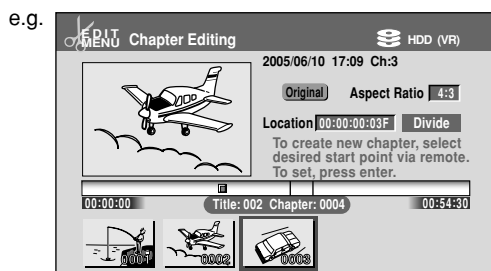 e.g.
EDIT
MENU Chapter Editing
HDD (VR)
2005/06/10 17:09 Ch:3
Original Aspect Ratio 4:3
Location 00:00:00:03F Divide
To create new chapter, select
desired start point via remote.
To set, press enter.
00:00:00 Title: 002 Chapter: 0004 00:54:30
0001 0002 0003